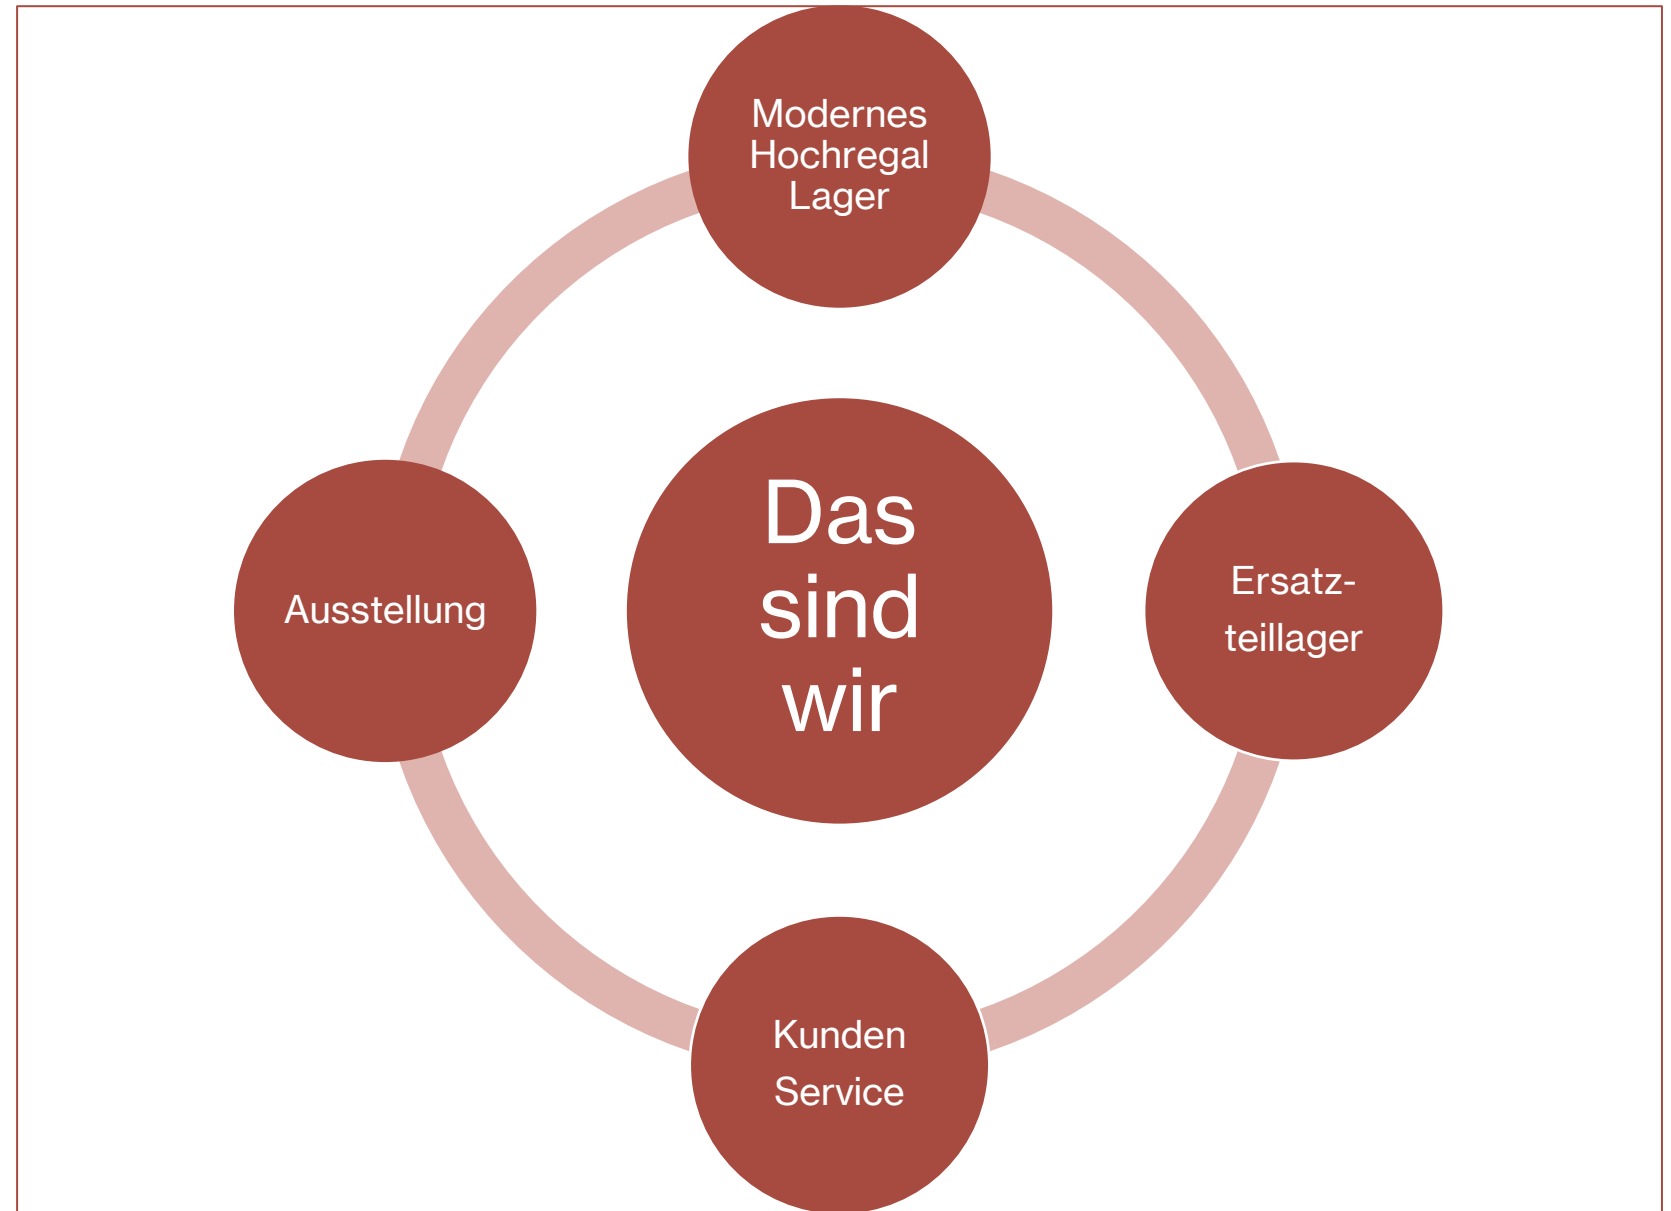 Modernes
Hochregal
Lager
Ausstellung
Das
sind
wir
Ersatz-
teillager
Kunden
Service